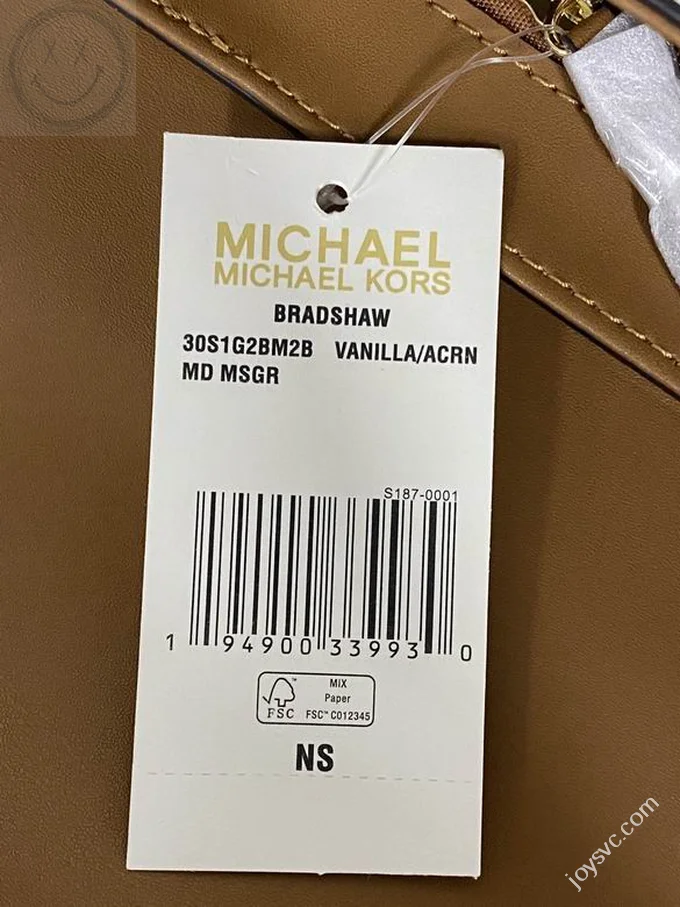 MICHAEL
MICHAEL KORS
BRADSHAW
30S1G2BM2B VANILLA/ACRN
MD MSGR
S187-0001
1 94900 33993 0
FSC™
MIX
Paper
FSC™ C012345
NS
joysvc.com